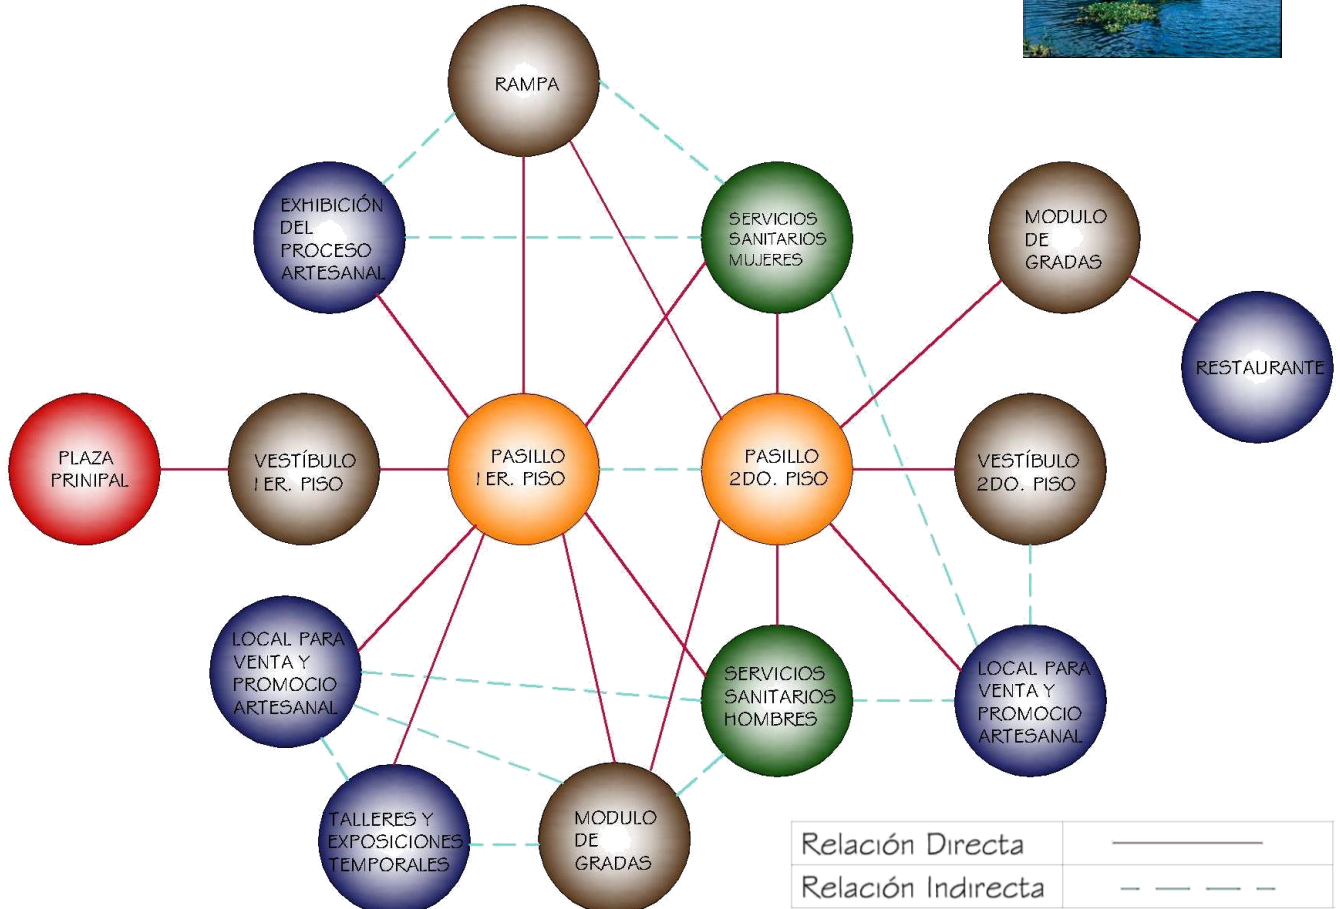 RAMPA
EXHIBICIÓN
DEL
PROCESO
ARTESANAL
SERVICIOS
SANITARIOS
MUJERES
MODULO
DE
GRADAS
RESTAURANTE
PLAZA
PRINIPAL
VESTÍBULO
1ER. PISO
PASILLO
1ER. PISO
PASILLO
2DO. PISO
VESTÍBULO
2DO. PISO
LOCAL PARA
VENTA Y
PROMOCIO
ARTESANAL
SERVICIOS
SANITARIOS
HOMBRES
LOCAL PARA
VENTA Y
PROMOCIO
ARTESANAL
TALLERES Y
EXPOSICIONES
TEMPORALES
MODULO
DE
GRADAS
Relación Directa
Relación Indirecta